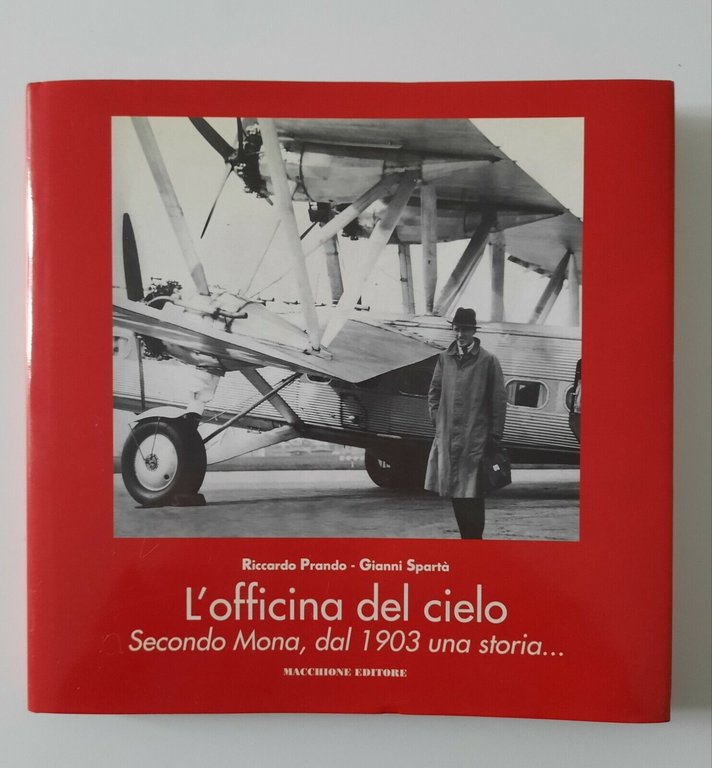 Riccardo Prando - Gianni Spartà
L'officina del cielo
Secondo Mona, dal 1903 una storia...
MACCHIONE EDITORE